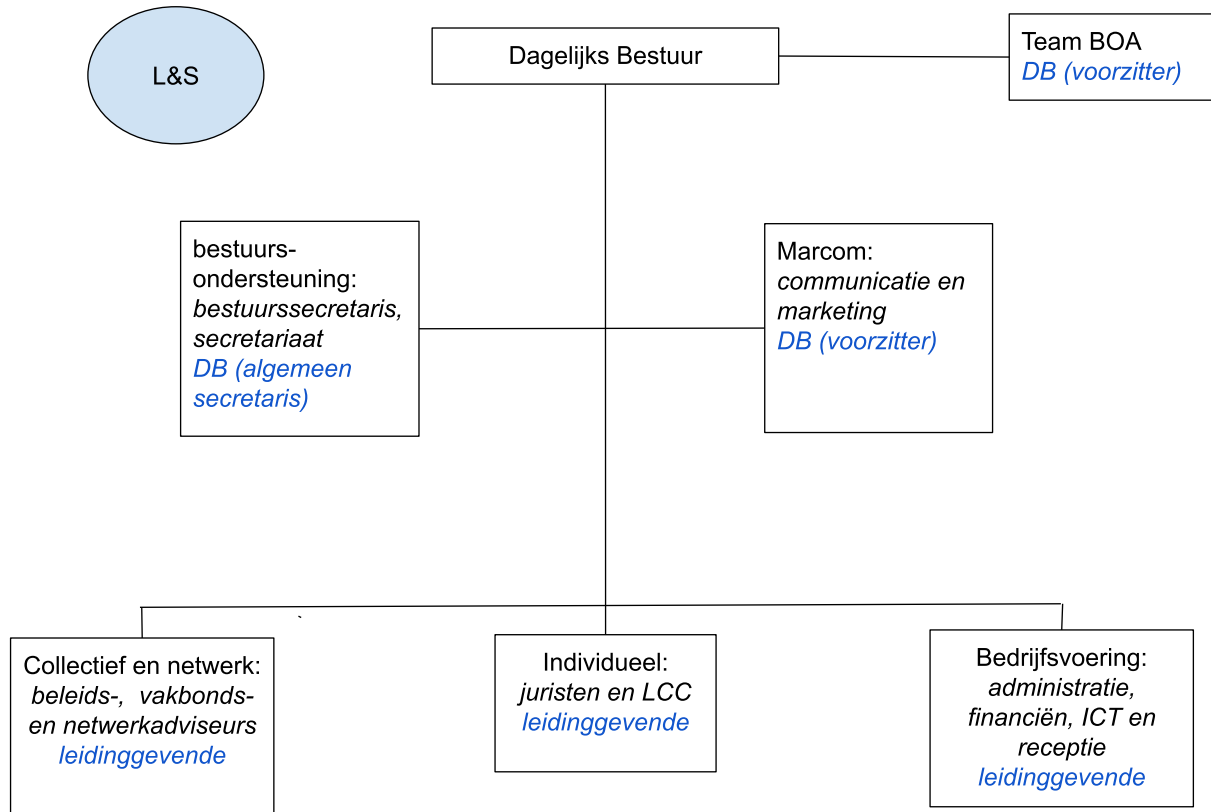 L&S
Dagelijks Bestuur
Team BOA
DB (voorzitter)
bestuurs-
ondersteuning:
bestuurssecretaris,
secretariaat
DB (algemeen
secretaris)
Marcom:
communicatie en
marketing
DB (voorzitter)
`
Collectief en netwerk:
beleids-, vakbonds-
en netwerkadviseurs
leidinggevende
Individueel:
juristen en LCC
leidinggevende
Bedrijfsvoering:
administratie,
financiën, ICT en
receptie
leidinggevende